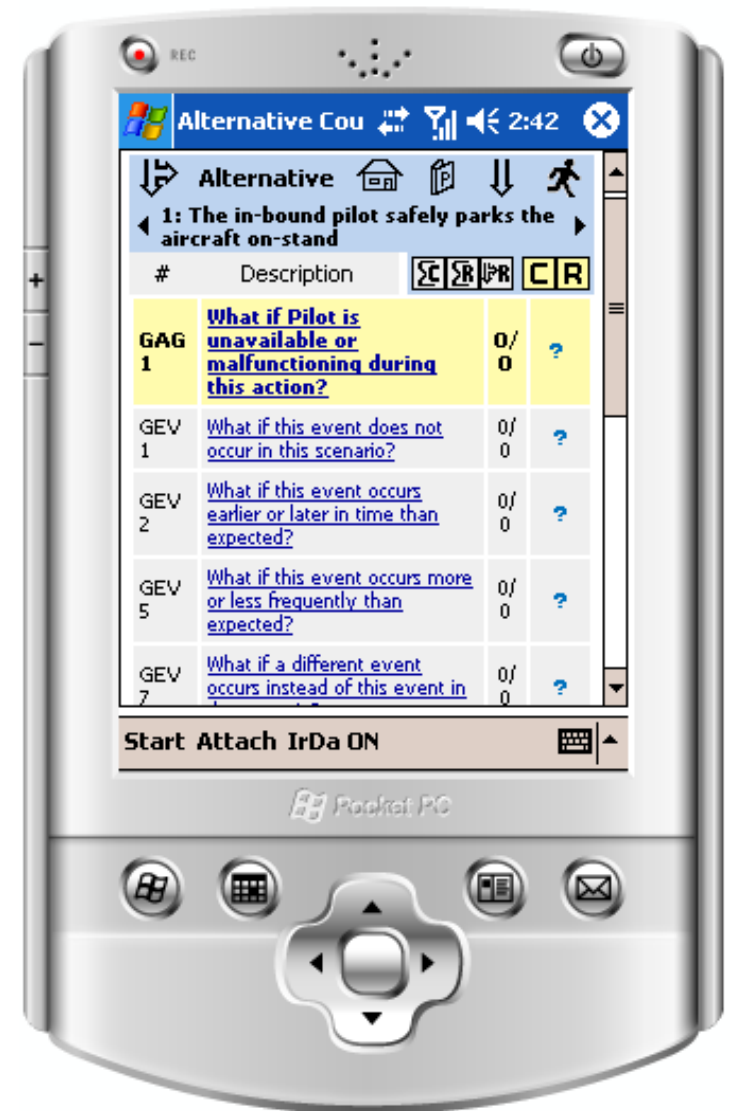 REC
Alternative Cou 2:42
Alternative
1: The in-bound pilot safely parks the
aircraft on-stand
# Description ΣC ΣR R C R
GAG
1
What if Pilot is
unavailable or
malfunctioning during
this action?
0/
0
?
GEV
1
What if this event does not
occur in this scenario?
0/
0
?
GEV
2
What if this event occurs
earlier or later in time than
expected?
0/
0
?
GEV
5
What if this event occurs more
or less frequently than
expected?
0/
0
?
GEV
7
What if a different event
occurs instead of this event in
0/
0
?
Start Attach IrDa ON
Pocket PC
+
−